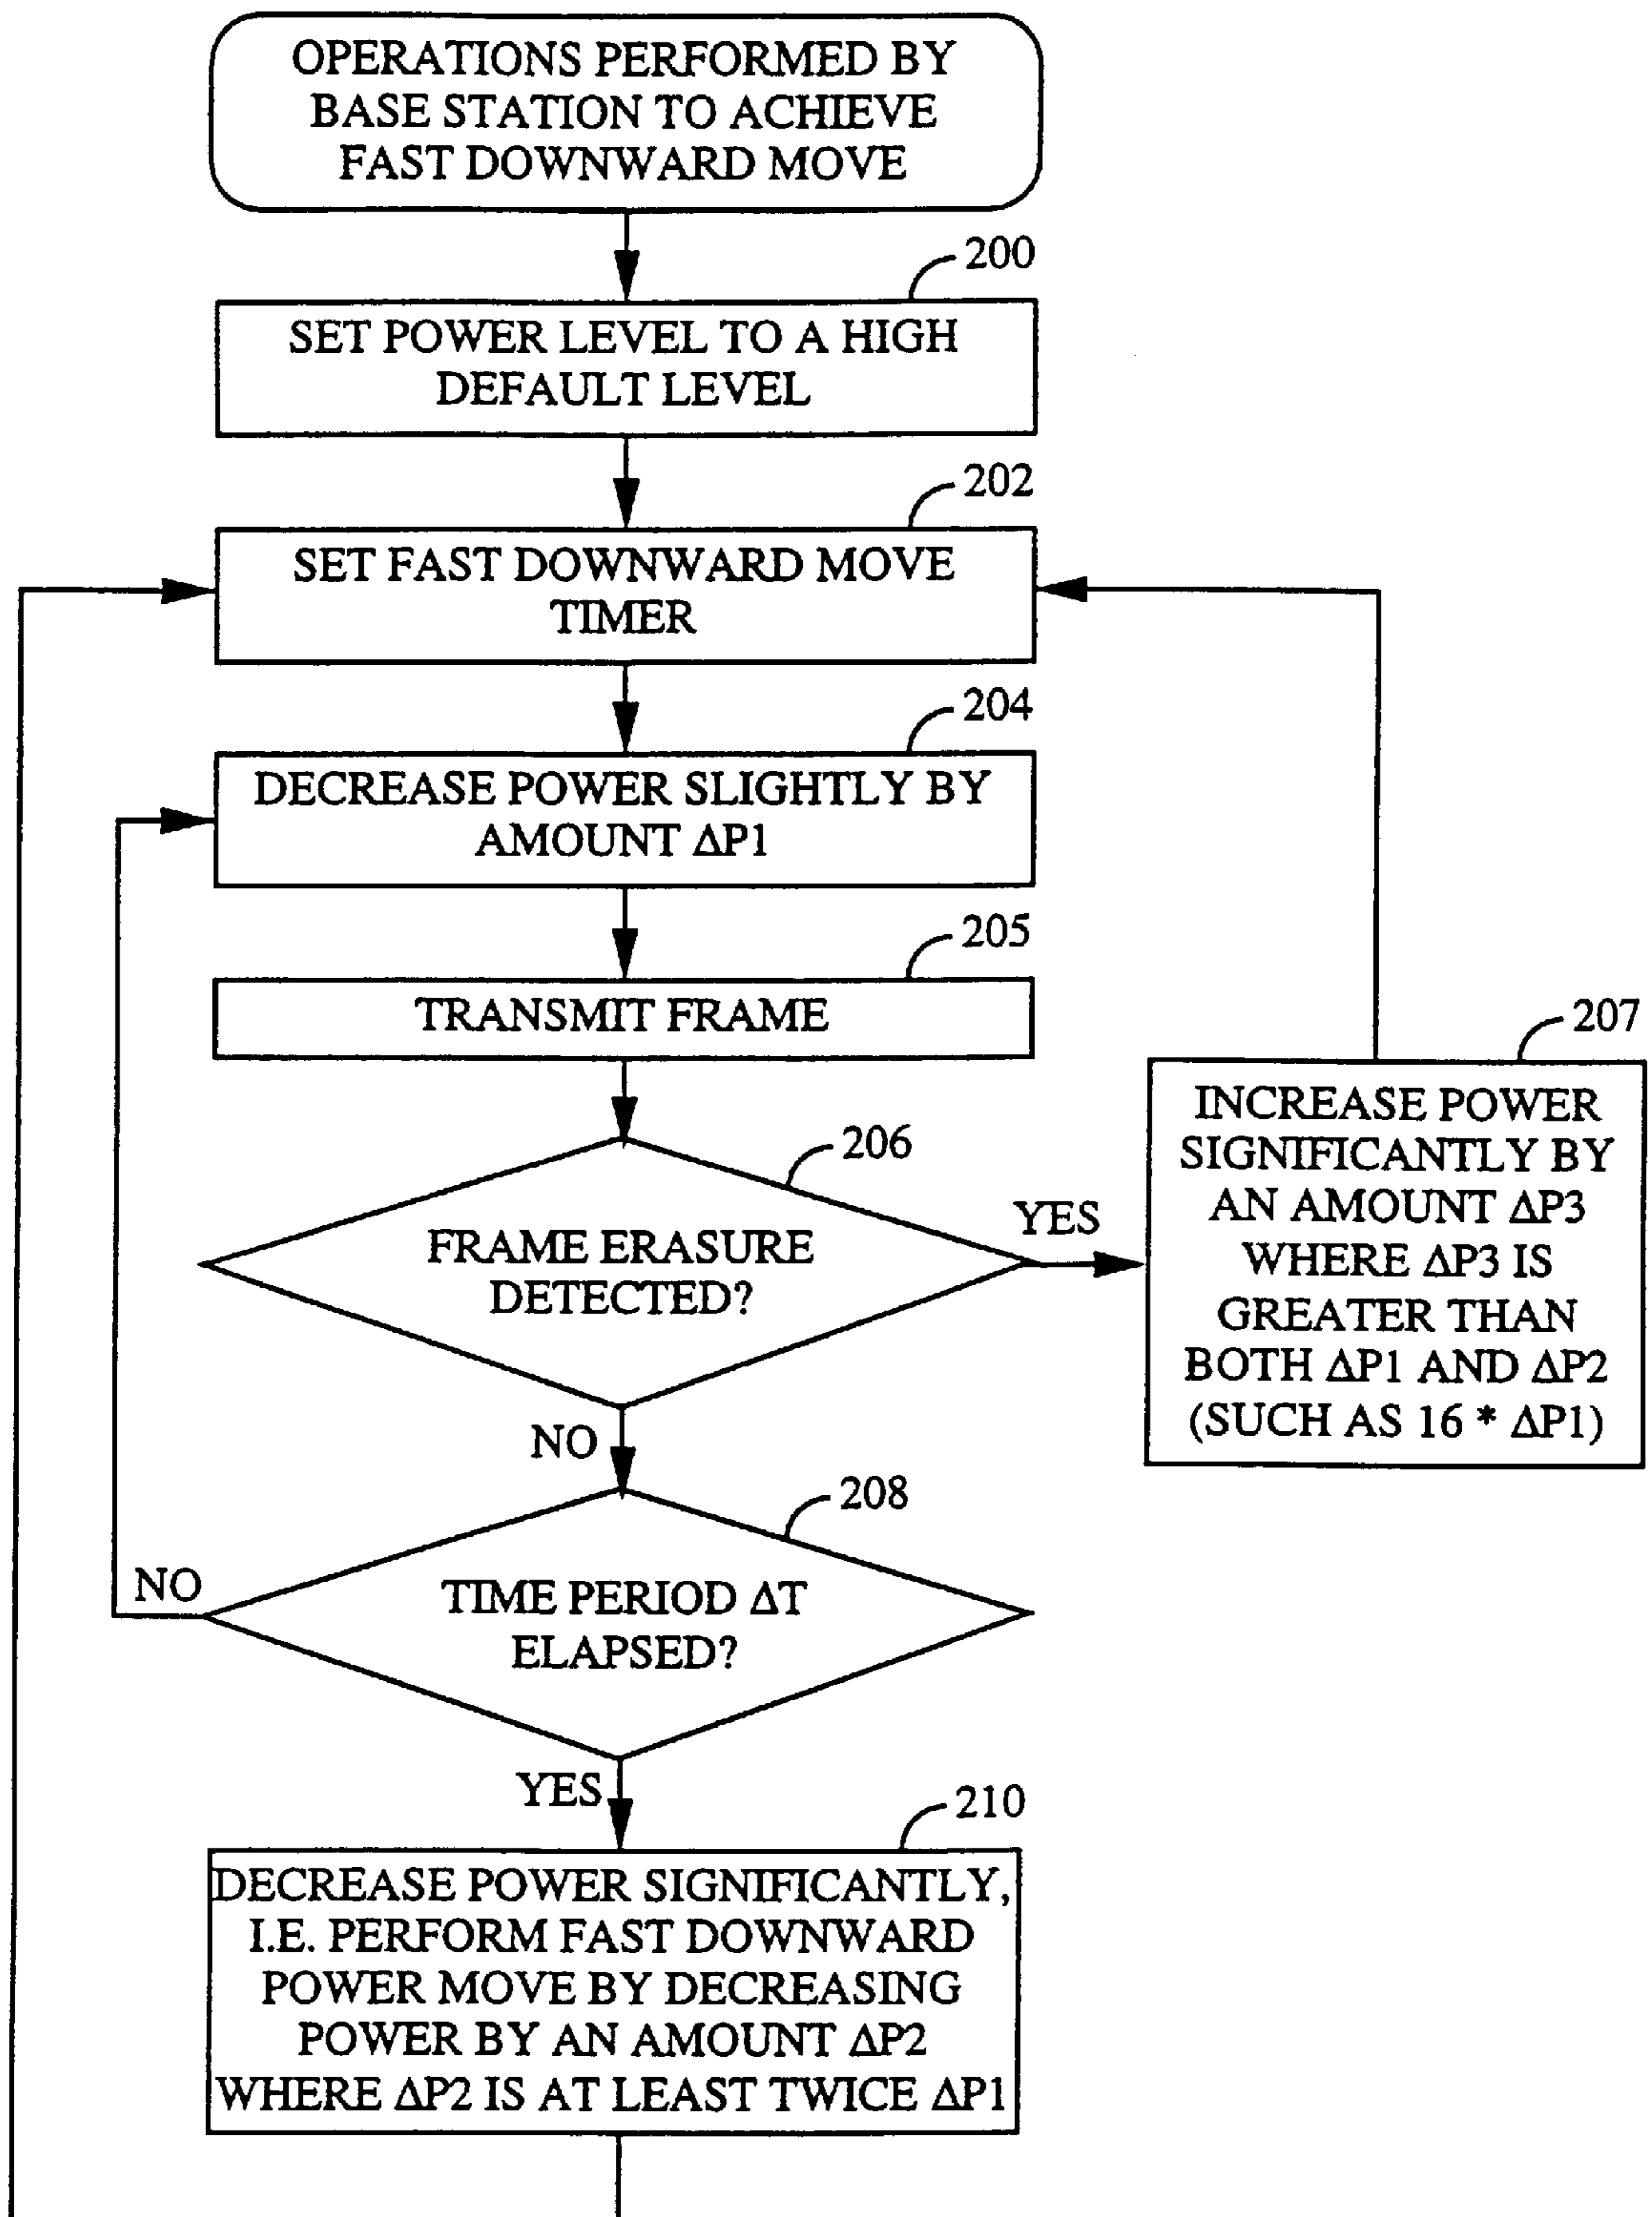 OPERATIONS PERFORMED BY
BASE STATION TO ACHIEVE
FAST DOWNWARD MOVE
200
SET POWER LEVEL TO A HIGH
DEFAULT LEVEL
202
SET FAST DOWNWARD MOVE
TIMER
204
DECREASE POWER SLIGHTLY BY
AMOUNT ΔP1
205
TRANSMIT FRAME
206
FRAME ERASURE
DETECTED?
YES
207
INCREASE POWER
SIGNIFICANTLY BY
AN AMOUNT ΔP3
WHERE ΔP3 IS
GREATER THAN
BOTH ΔP1 AND ΔP2
(SUCH AS 16 * ΔP1)
NO
208
TIME PERIOD ΔT
ELAPSED?
NO
YES
210
DECREASE POWER SIGNIFICANTLY,
I.E. PERFORM FAST DOWNWARD
POWER MOVE BY DECREASING
POWER BY AN AMOUNT ΔP2
WHERE ΔP2 IS AT LEAST TWICE ΔP1